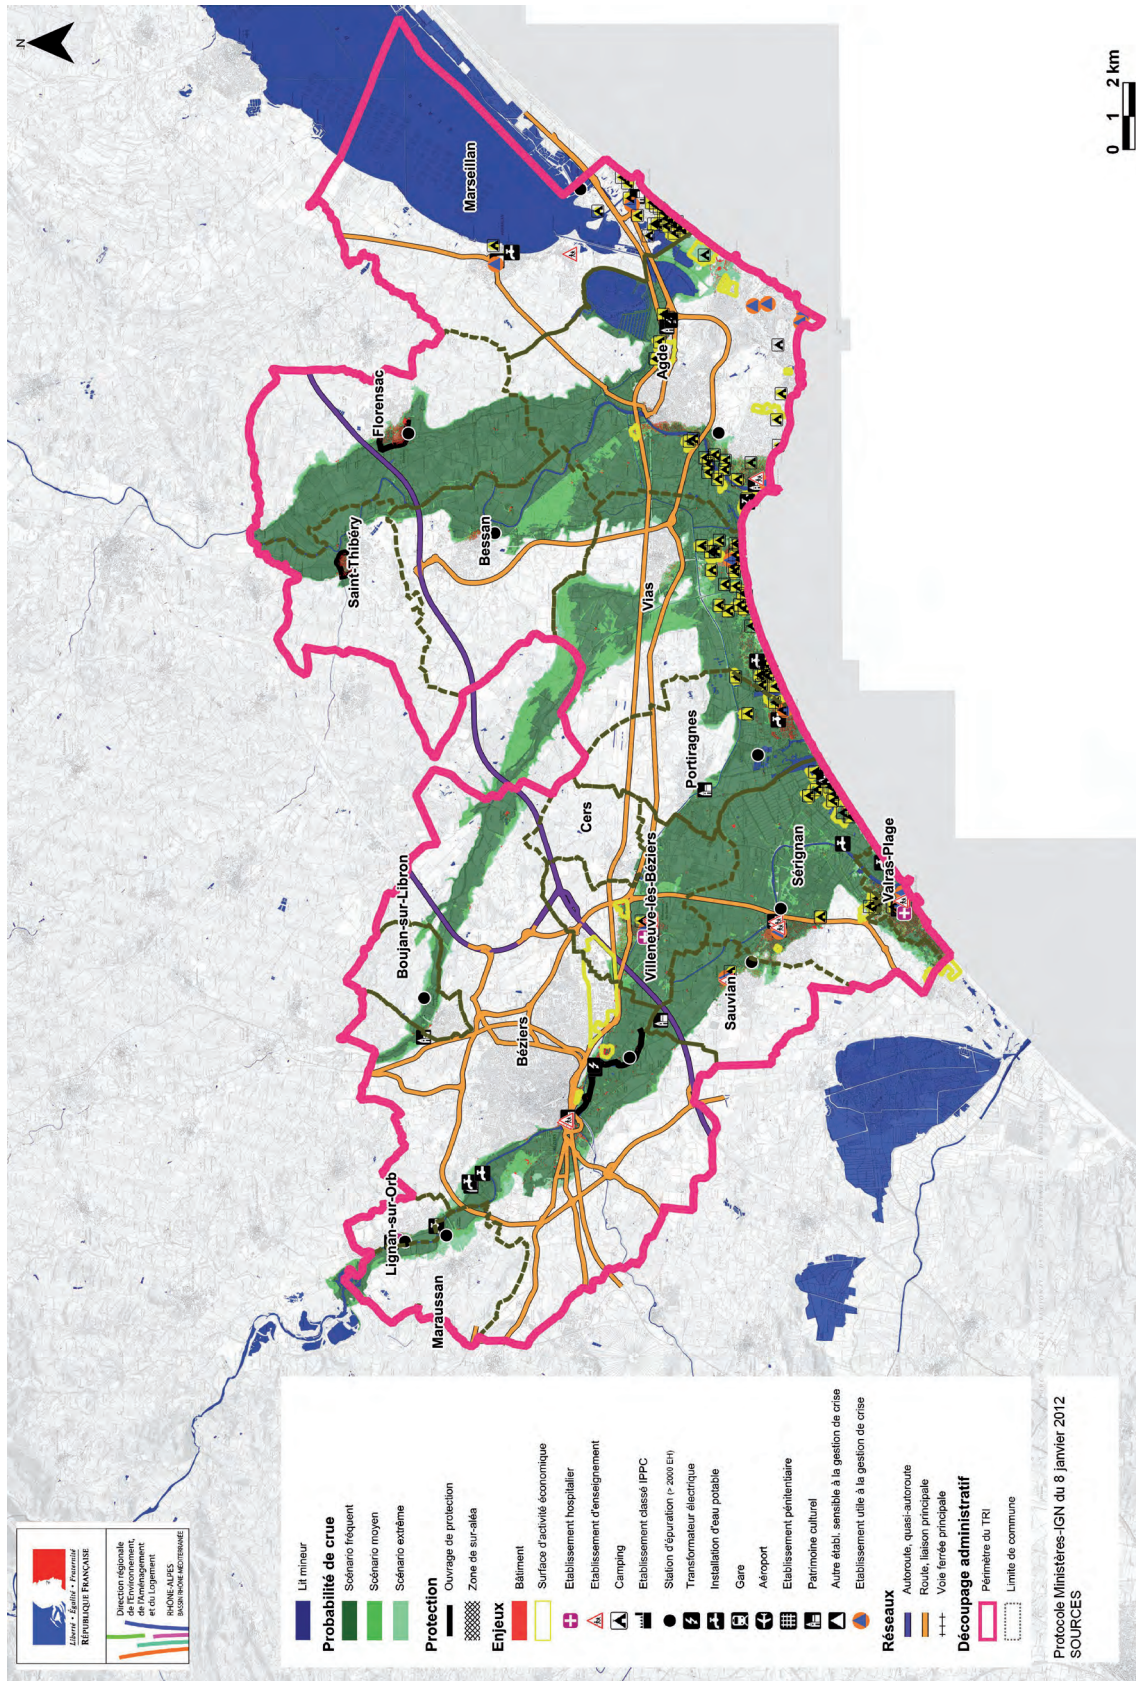 Liberté • Égalité • Fraternité
RÉPUBLIQUE FRANÇAISE
Direction régionale
de l'Environnement,
de l'Aménagement
et du Logement
RHÔNE-ALPES
BASSIN RHÔNE-MÉDITERRANÉE
Lit mineur
Probabilité de crue
Scénario fréquent
Scénario moyen
Scénario extrême
Protection
Ouvrage de protection
Zone de sur-aléa
Enjeux
Bâtiment
Surface d'activité économique
Etablissement hospitalier
Etablissement d'enseignement
Camping
Etablissement classé IPPC
Station d'épuration (> 2000 EH)
Transformateur électrique
Installation d'eau potable
Gare
Aéroport
Etablissement pénitentiaire
Patrimoine culturel
Autre étabI. sensible à la gestion de crise
Etablissement utile à la gestion de crise
Réseaux
Autoroute, quasi-autoroute
Route, liaison principale
Voie ferrée principale
Découpage administratif
Périmètre du TRI
Limite de commune
Protocole Ministères-IGN du 8 janvier 2012
SOURCES
Maraussan
Lignan-sur-Orb
Béziers
Boujan-sur-Libron
Sauvian
Villeneuve-lès-Béziers
Cers
Sérignan
Valras-Plage
Portiragnes
Vias
Saint-Thibéry
Bessan
Florensac
Agde
Marseillan
N
0 1 2 km